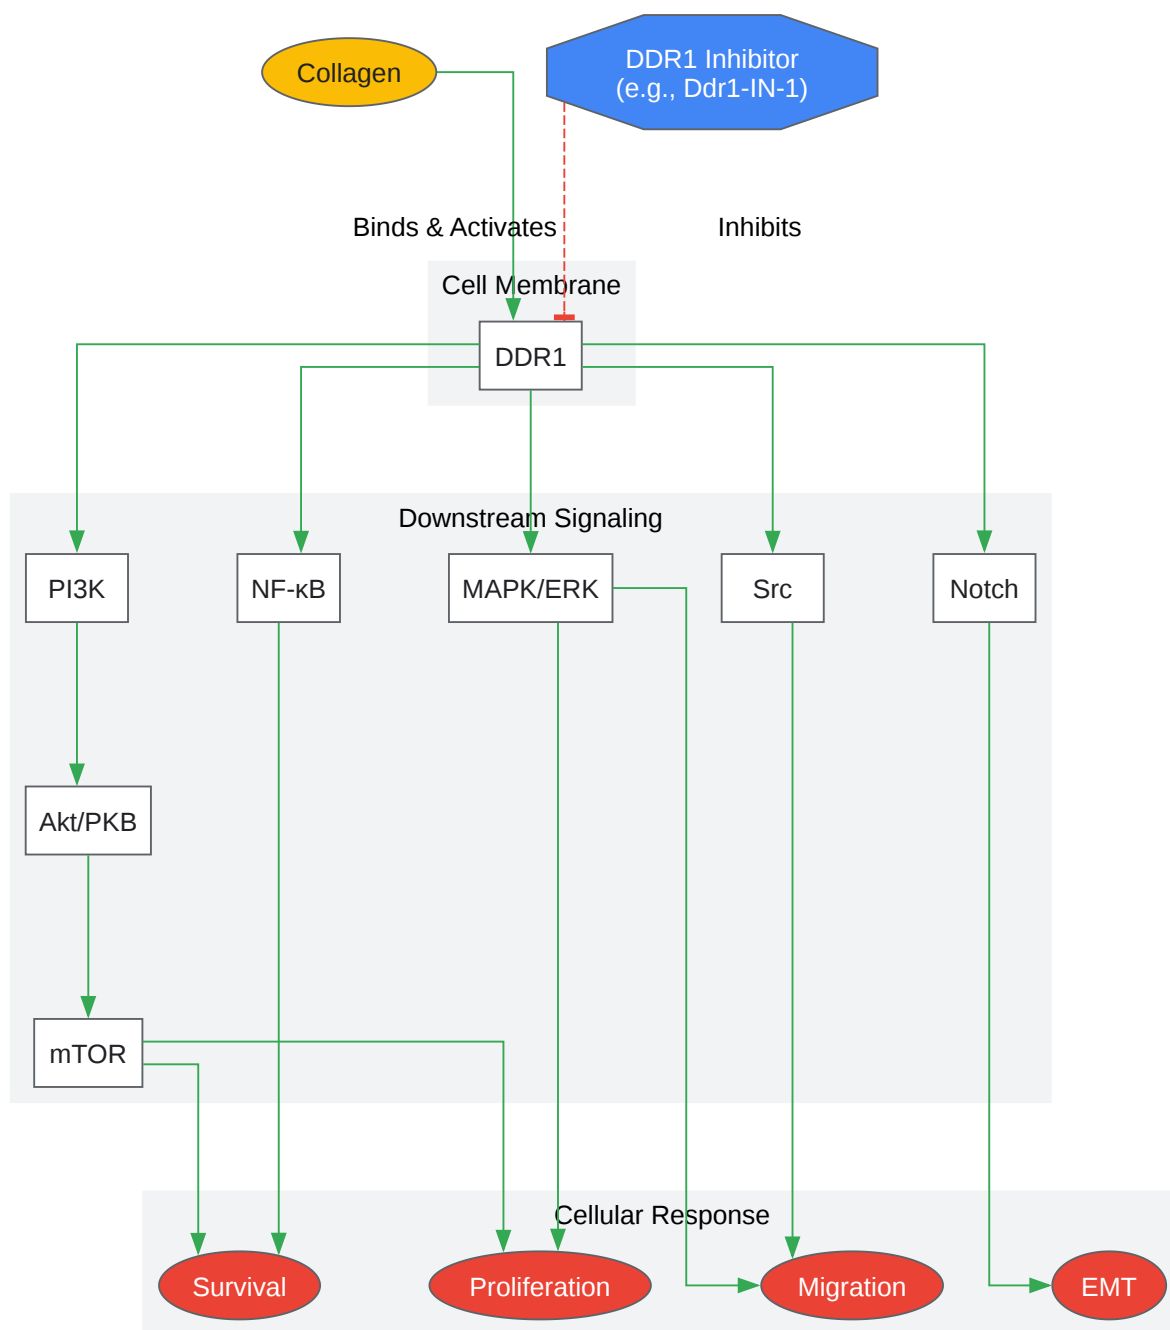 Collagen
DDR1 Inhibitor
(e.g., Ddr1-IN-1)
Binds & Activates
Inhibits
Cell Membrane
DDR1
Downstream Signaling
PI3K
NF-κB
MAPK/ERK
Src
Notch
Akt/PKB
mTOR
Cellular Response
Survival
Proliferation
Migration
EMT